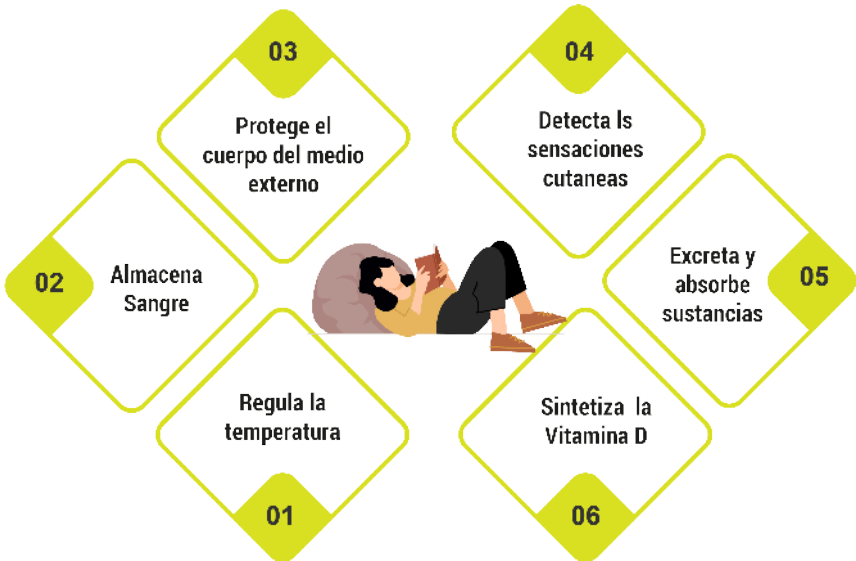 01
Regula la
temperatura
02
Almacena
Sangre
03
Protege el
cuerpo del medio
externo
04
Detecta ls
sensaciones
cutaneas
05
Excreta y
absorbe
sustancias
06
Sintetiza la
Vitamina D